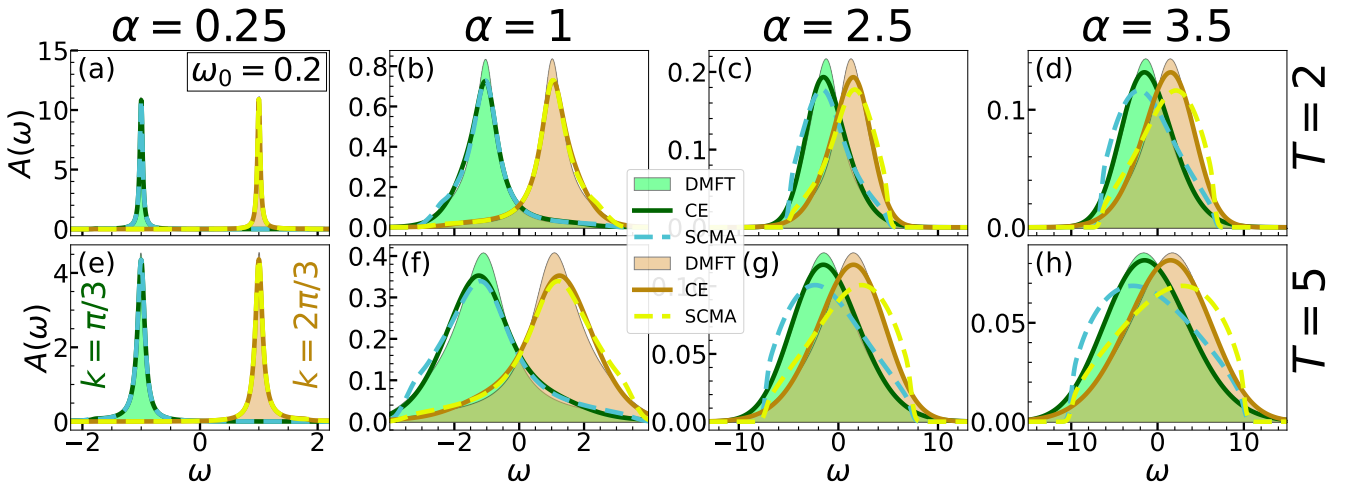 α = 0.25
α = 1
α = 2.5
α = 3.5
(a)
ω₀ = 0.2
(b)
(c)
(d)
T = 2
A(ω)
15
10
5
0
0.8
0.6
0.4
0.2
0.0
0.2
0.1
0.0
0.1
0.0
DMFT
CE
SCMA
DMFT
CE
SCMA
(e)
k = π/3
k = 2π/3
(f)
(g)
(h)
T = 5
A(ω)
4
2
0
0.4
0.3
0.2
0.1
0.0
0.10
0.05
0.00
0.05
0.00
−2
0
2
−2
0
2
−10
0
10
−10
0
10
ω
ω
ω
ω